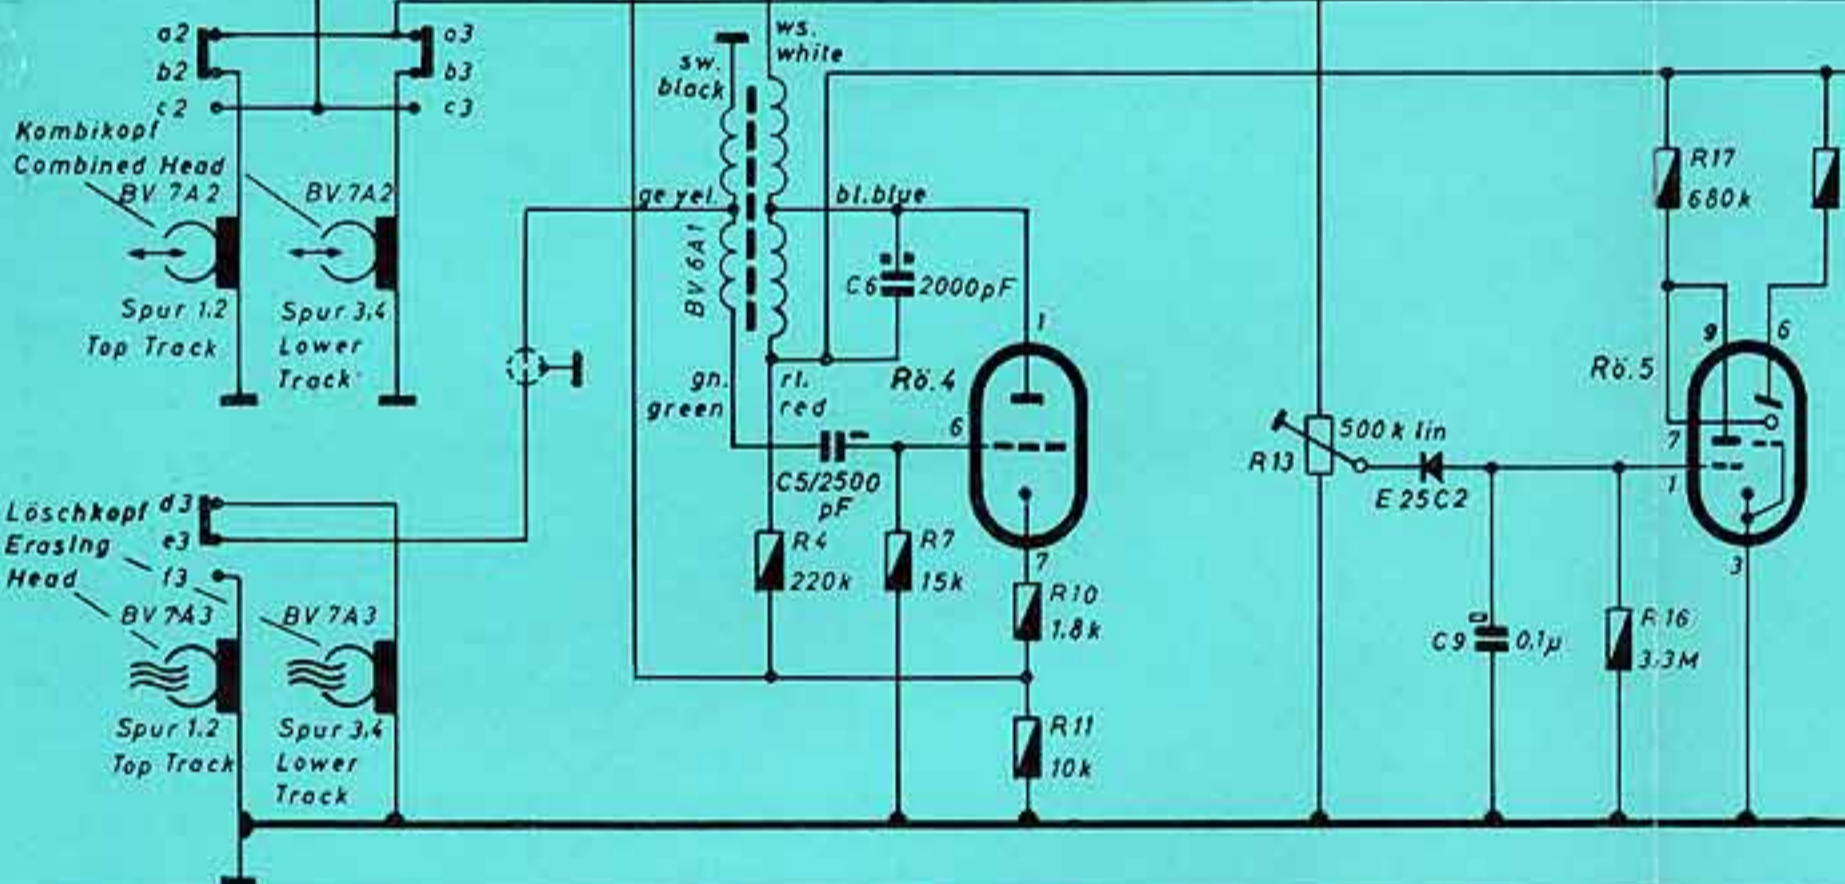 a2
a3
b2
b3
c2
c3
Kombikopf
Combined Head
BV 7A2
BV 7A2
Spur 1.2
Top Track
Spur 3,4
Lower
Track
Löschkopf
Erasing
Head
d3
e3
f3
BV 7A3
BV 7A3
Spur 1.2
Top Track
Spur 3,4
Lower
Track
ws.
white
sw.
black
ge yel.
bl.blue
BV 6A1
C6
2000pF
gn.
green
rt.
red
Rö.4
1
6
7
C5/2500
pF
R4
220k
R7
15k
R10
1.8k
R11
10k
R13
500k lin
E25C2
C9
0,1µ
R16
3,3M
R17
680k
Rö.5
9
6
7
1
3